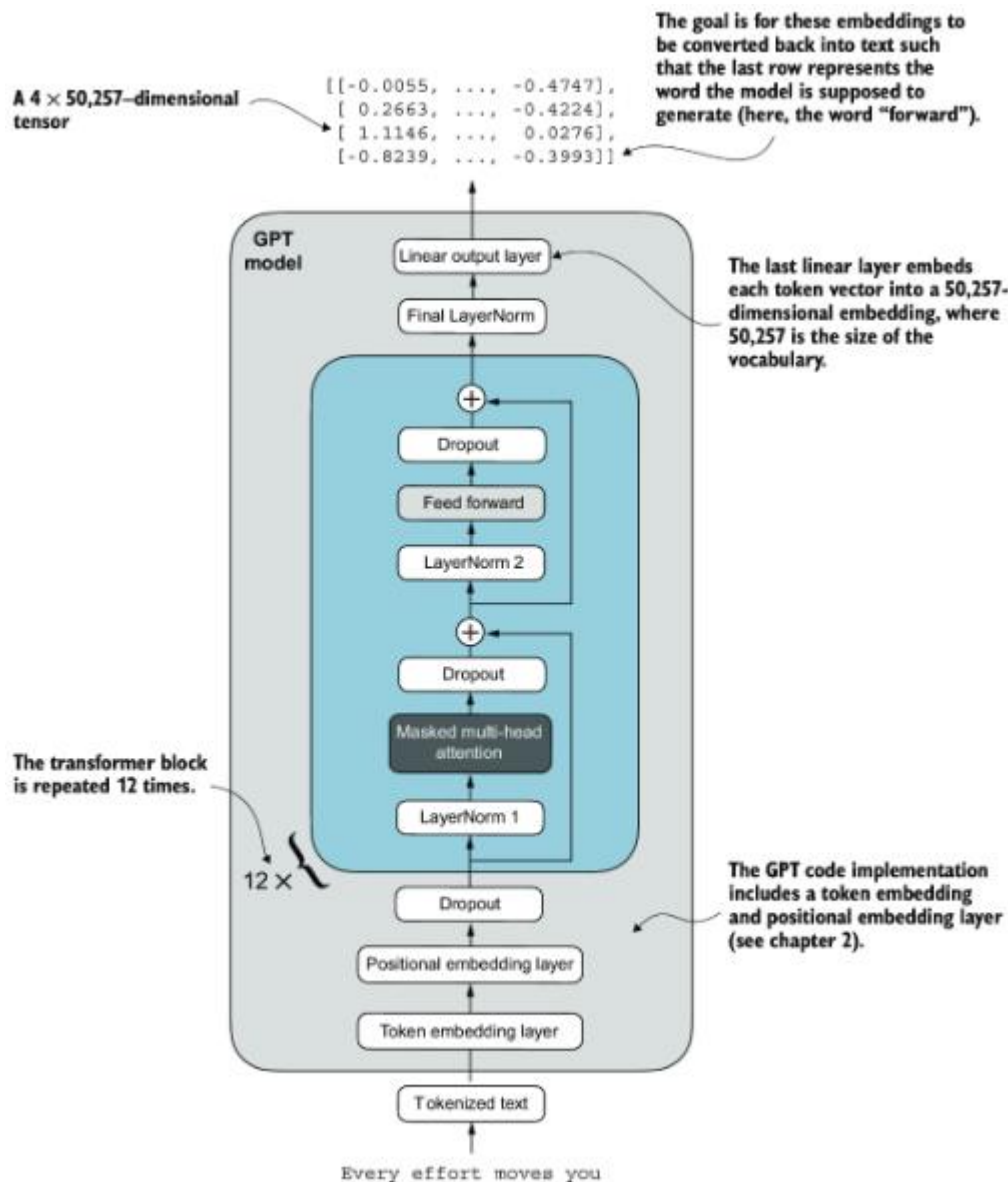 The goal is for these embeddings to
be converted back into text such
that the last row represents the
word the model is supposed to
generate (here, the word “forward”).
A 4 × 50,257–dimensional
tensor
[[-0.0055, ..., -0.4747],
[ 0.2663, ..., -0.4224],
[ 1.1146, ..., 0.0276],
[-0.8239, ..., -0.3993]]
GPT
model
Linear output layer
The last linear layer embeds
each token vector into a 50,257-
dimensional embedding, where
50,257 is the size of the
vocabulary.
Final LayerNorm
+
Dropout
Feed forward
LayerNorm 2
+
Dropout
Masked multi-head
attention
LayerNorm 1
The transformer block
is repeated 12 times.
12 ×
Dropout
The GPT code implementation
includes a token embedding
and positional embedding layer
(see chapter 2).
Positional embedding layer
Token embedding layer
Tokenized text
Every effort moves you